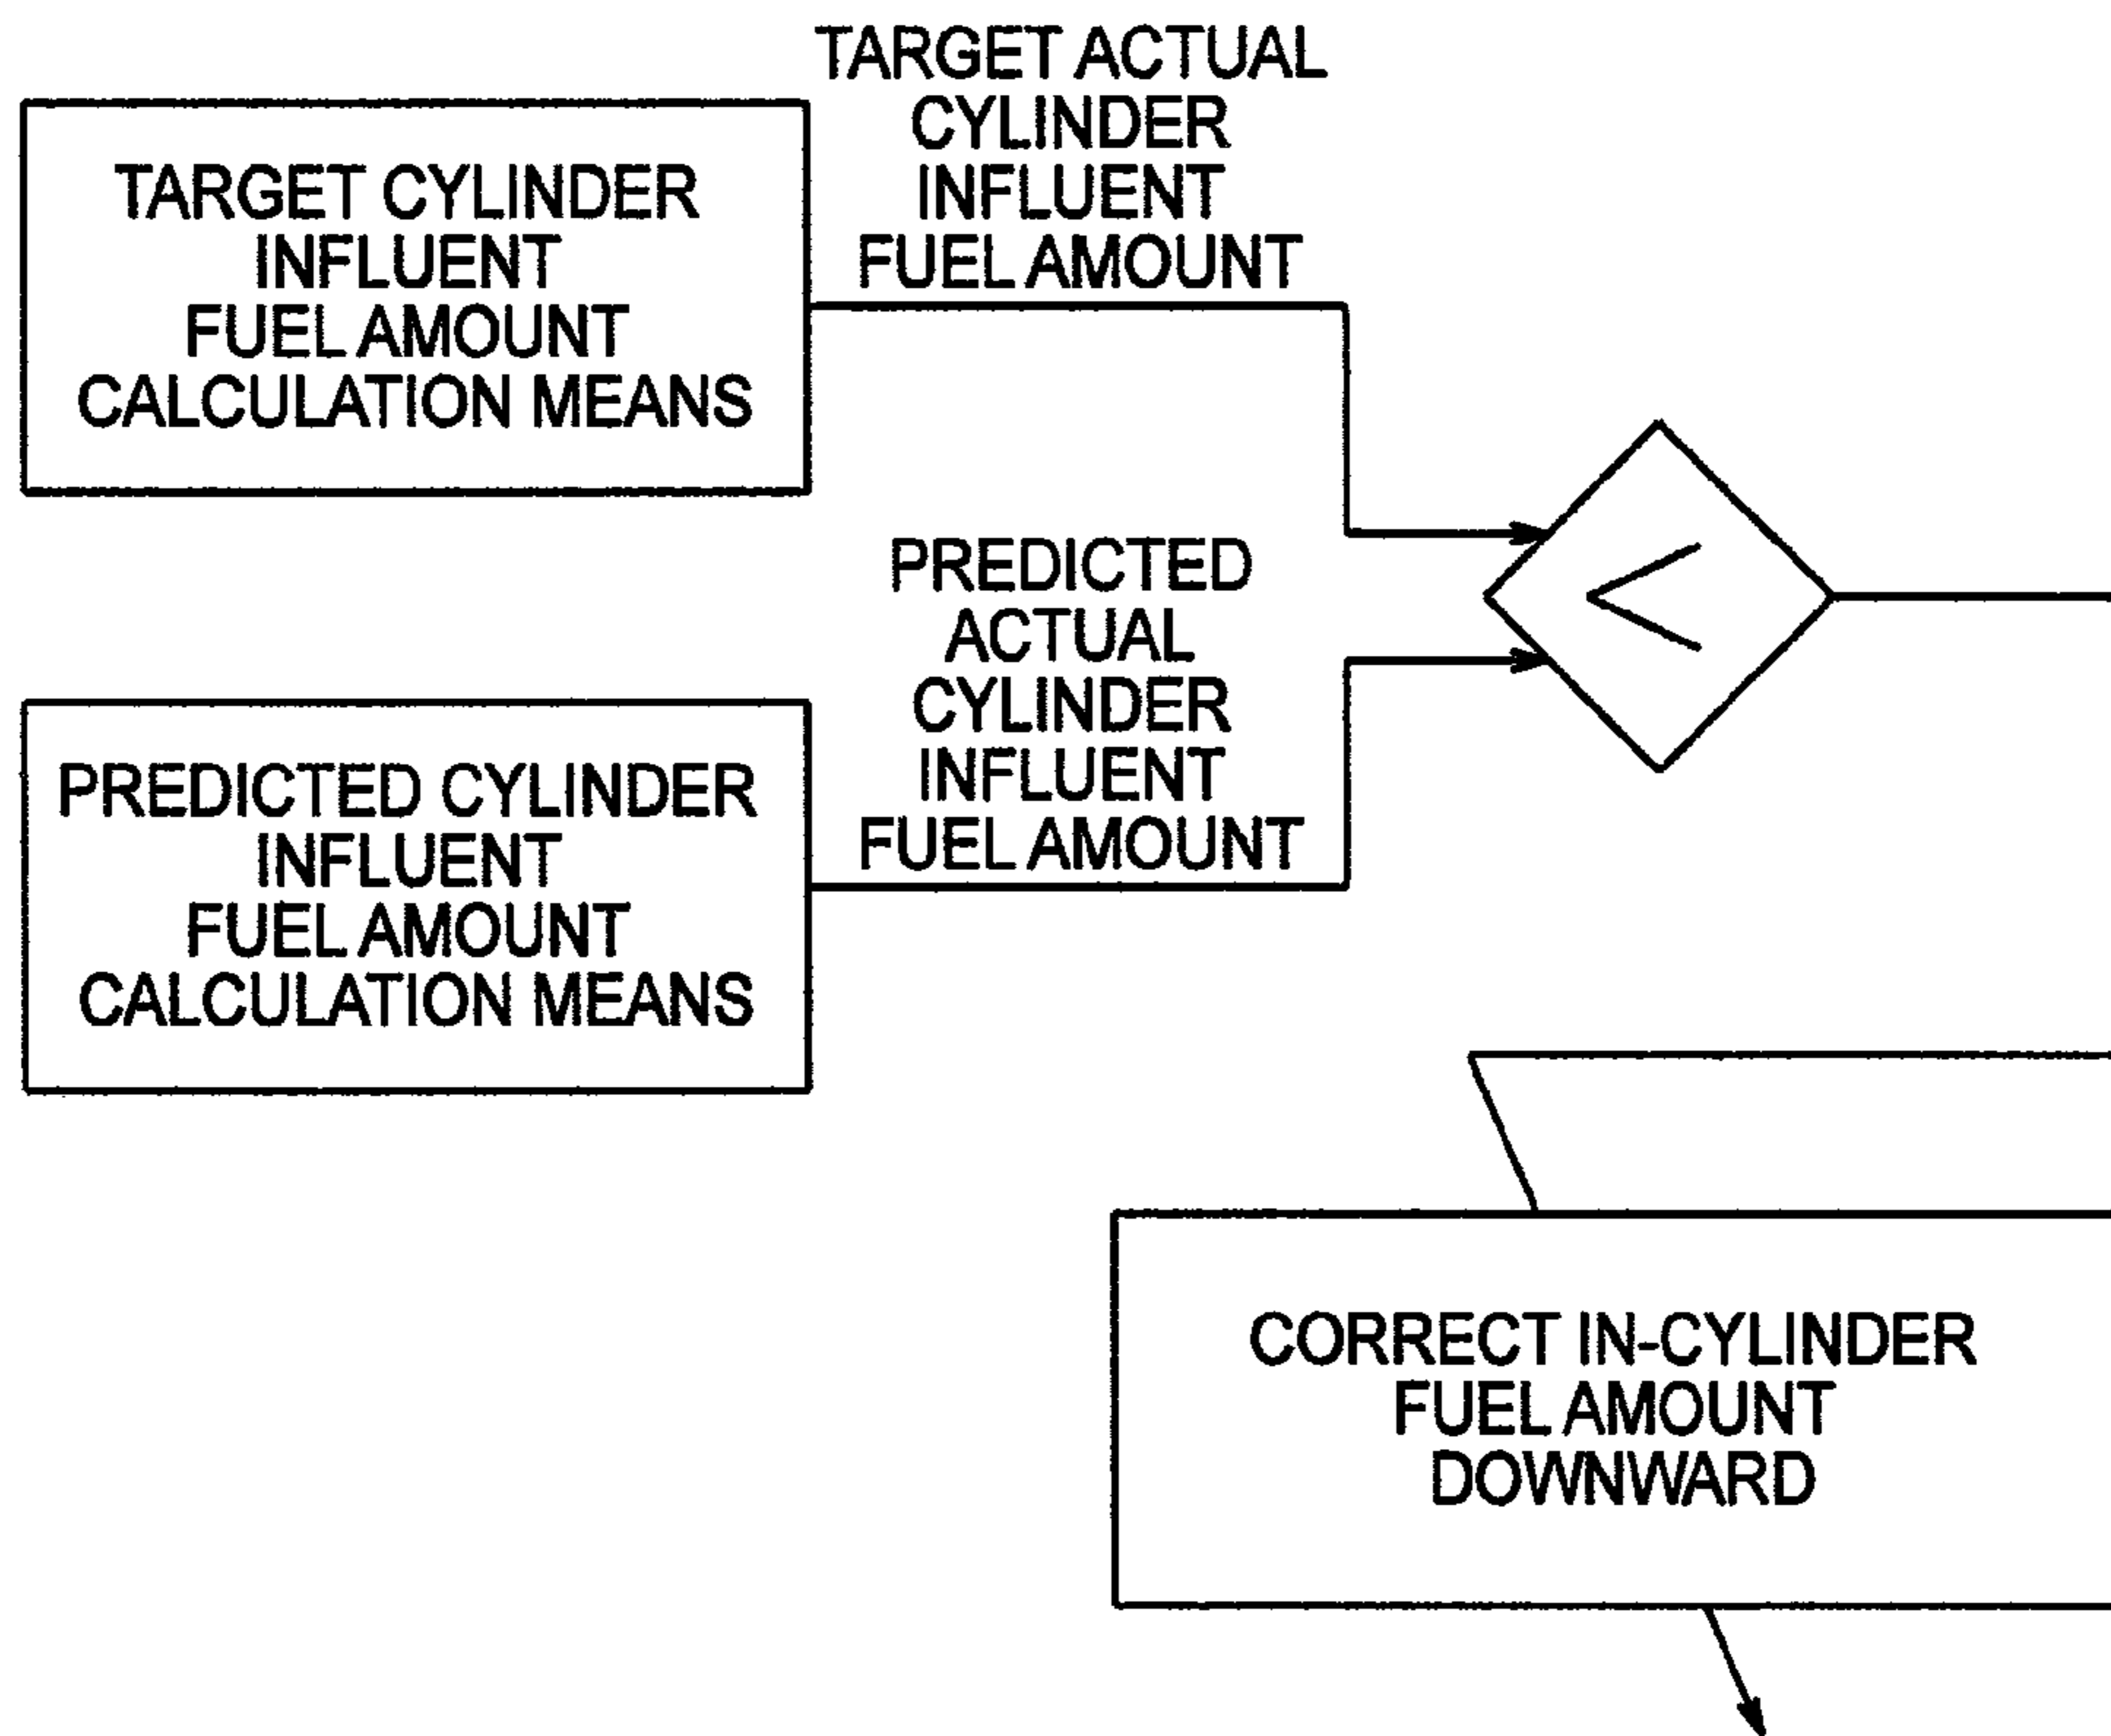 TARGET CYLINDER
INFLUENT
FUEL AMOUNT
CALCULATION MEANS
TARGET ACTUAL
CYLINDER
INFLUENT
FUEL AMOUNT
<
PREDICTED
ACTUAL
CYLINDER
INFLUENT
FUEL AMOUNT
PREDICTED CYLINDER
INFLUENT
FUEL AMOUNT
CALCULATION MEANS
CORRECT IN-CYLINDER
FUEL AMOUNT
DOWNWARD